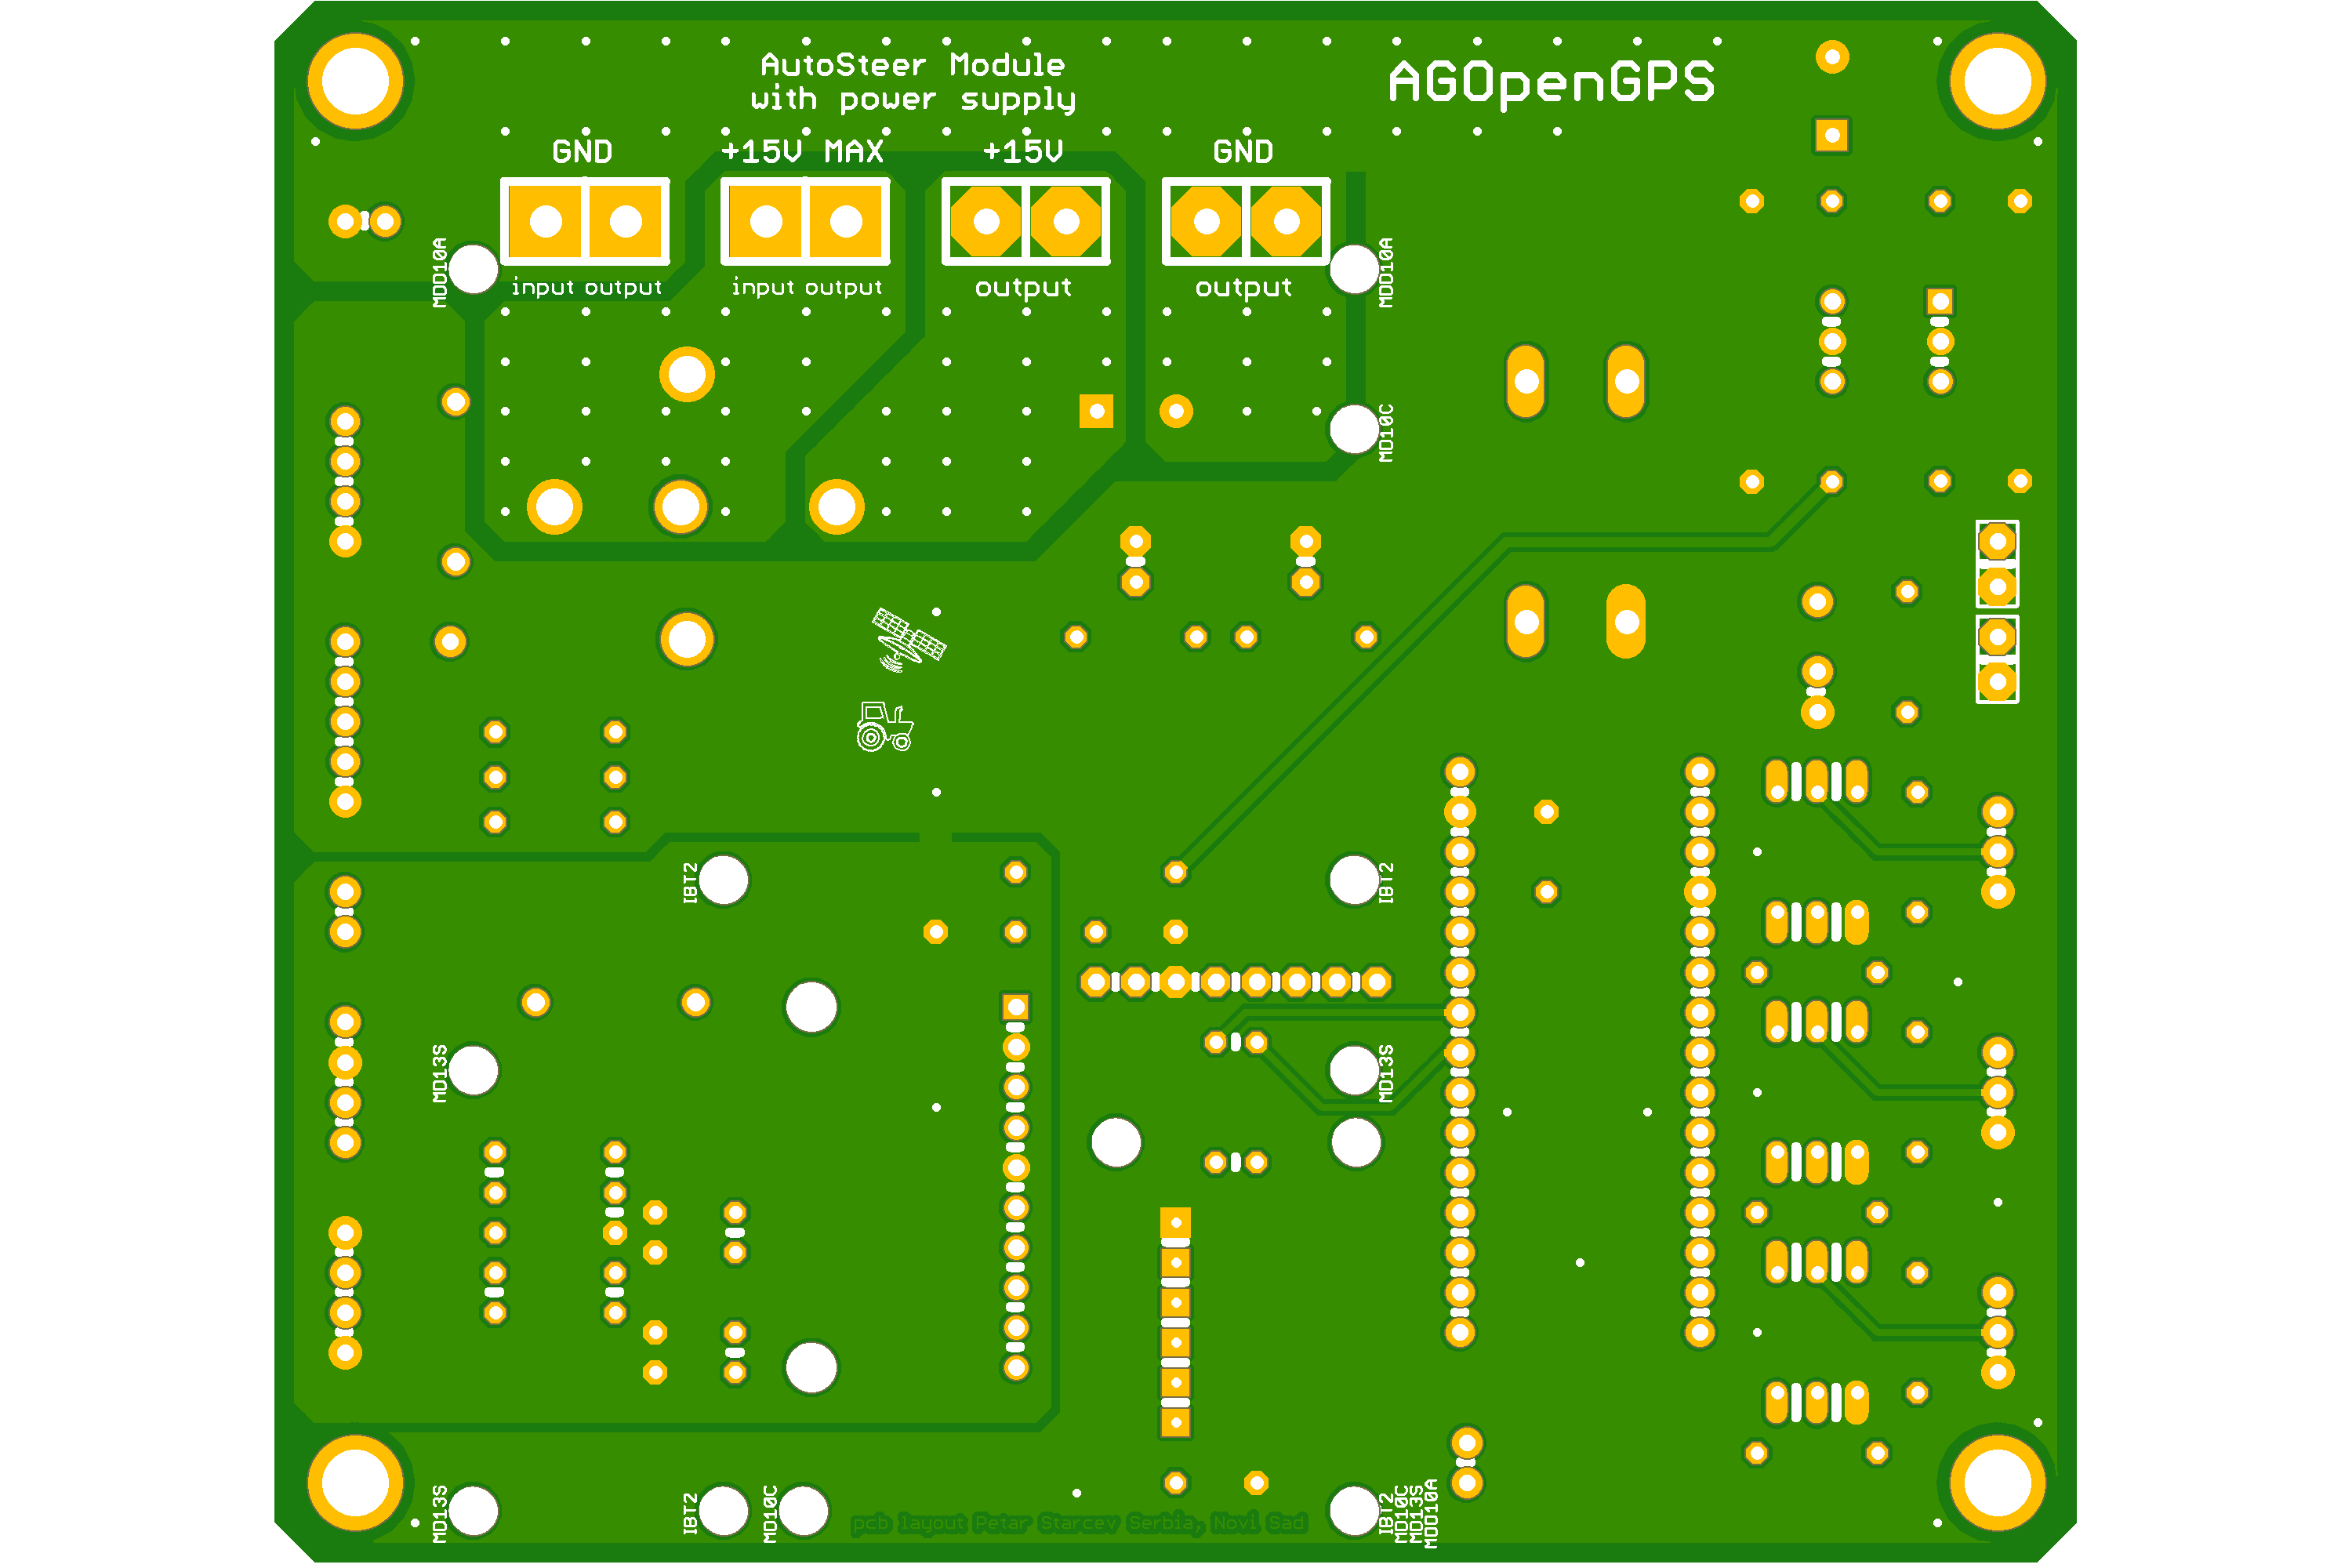 AutoSteer Module
with power supply
AGOpenGPS
GND
+15V MAX
+15V
GND
MDD10A
input output
input output
output
output
MDD10A
MD10C
IBT2
IBT2
MD13S
MD13S
MD13S
IBT2
MD10C
pcb layout Petar Starcev Serbia, Novi Sad
IBT2
MD10C
MD13S
MDD10A